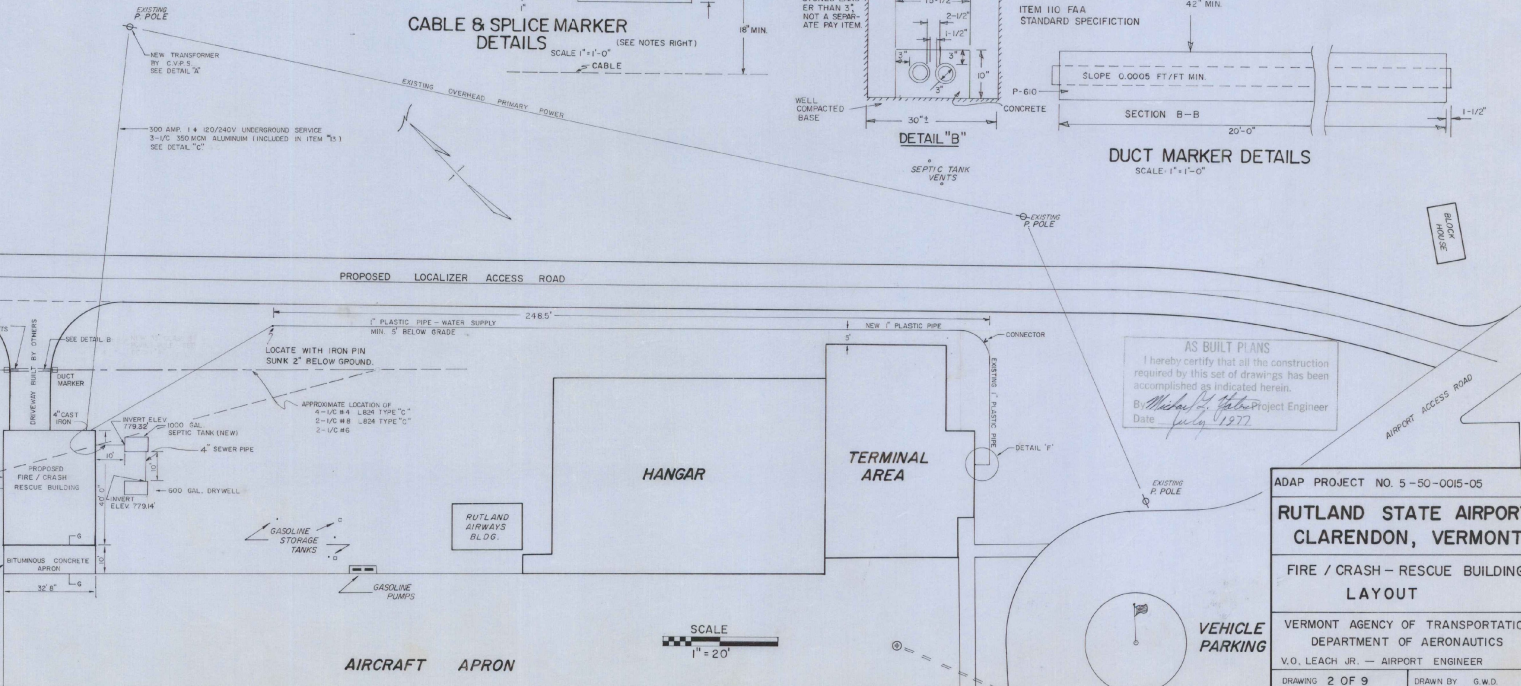 EXISTING
P. POLE
NEW TRANSFORMER
BY C.V.P.S.
SEE DETAIL "A"
CABLE & SPLICE MARKER
DETAILS
(SEE NOTES RIGHT)
SCALE 1"=1'-0"
CABLE
1"
18" MIN.
ER THAN 3",
NOT A SEPAR-
ATE PAY ITEM.
2-1/2"
1-1/2"
3"
3"
10"
WELL
COMPACTED
BASE
CONCRETE
30"±
DETAIL "B"
ITEM 110 FAA
STANDARD SPECIFICTION
42" MIN.
SLOPE 0.0005 FT/FT MIN.
P-610
SECTION B-B
1-1/2"
20'-0"
DUCT MARKER DETAILS
SCALE-1"=1'-0"
EXISTING OVERHEAD PRIMARY POWER
300 AMP. 120/240V UNDERGROUND SERVICE
3-1/C 350 MCM ALUMINUM (INCLUDED IN ITEM
SEE DETAIL "C"
SEPTIC TANK
VENTS
EXISTING
P. POLE
BLOCK
HOUSE
PROPOSED LOCALIZER ACCESS ROAD
248.5'
1" PLASTIC PIPE - WATER SUPPLY
MIN. 5' BELOW GRADE
NEW 1" PLASTIC PIPE
5'
CONNECTOR
EXISTING 1" PLASTIC PIPE
DETAIL 'F'
DRIVEWAY BUILT BY OTHERS
SEE DETAIL B
DUCT
MARKER
LOCATE WITH IRON PIN
SUNK 2" BELOW GROUND.
APPROXIMATE LOCATION OF
4-1/C #4 L824 TYPE "C"
2-1/C #8 L824 TYPE "C"
2-1/C #6
4" CAST
IRON
INVERT ELEV
779.32'
1000 GAL.
SEPTIC TANK (NEW)
4" SEWER PIPE
10'
10'
600 GAL. DRYWELL
INVERT
ELEV. 779.14'
PROPOSED
FIRE / CRASH
RESCUE BUILDING
40'0"
G
BITUMINOUS CONCRETE
APRON
10'
G
32'8"
GASOLINE
STORAGE
TANKS
GASOLINE
PUMPS
RUTLAND
AIRWAYS
BLDG.
HANGAR
TERMINAL
AREA
AS BUILT PLANS
I hereby certify that all the construction
required by this set of drawings has been
accomplished as indicated herein.
By Michael L. Project Engineer
Date July 1977
AIRPORT ACCESS ROAD
EXISTING
P. POLE
VEHICLE
PARKING
SCALE
1"=20'
AIRCRAFT APRON
ADAP PROJECT NO. 5-50-0015-05
RUTLAND STATE AIRPORT
CLARENDON, VERMONT
FIRE / CRASH - RESCUE BUILDING
LAYOUT
VERMONT AGENCY OF TRANSPORTATIO
DEPARTMENT OF AERONAUTICS
V.O. LEACH JR. — AIRPORT ENGINEER
DRAWING 2 OF 9
DRAWN BY G.W.D.